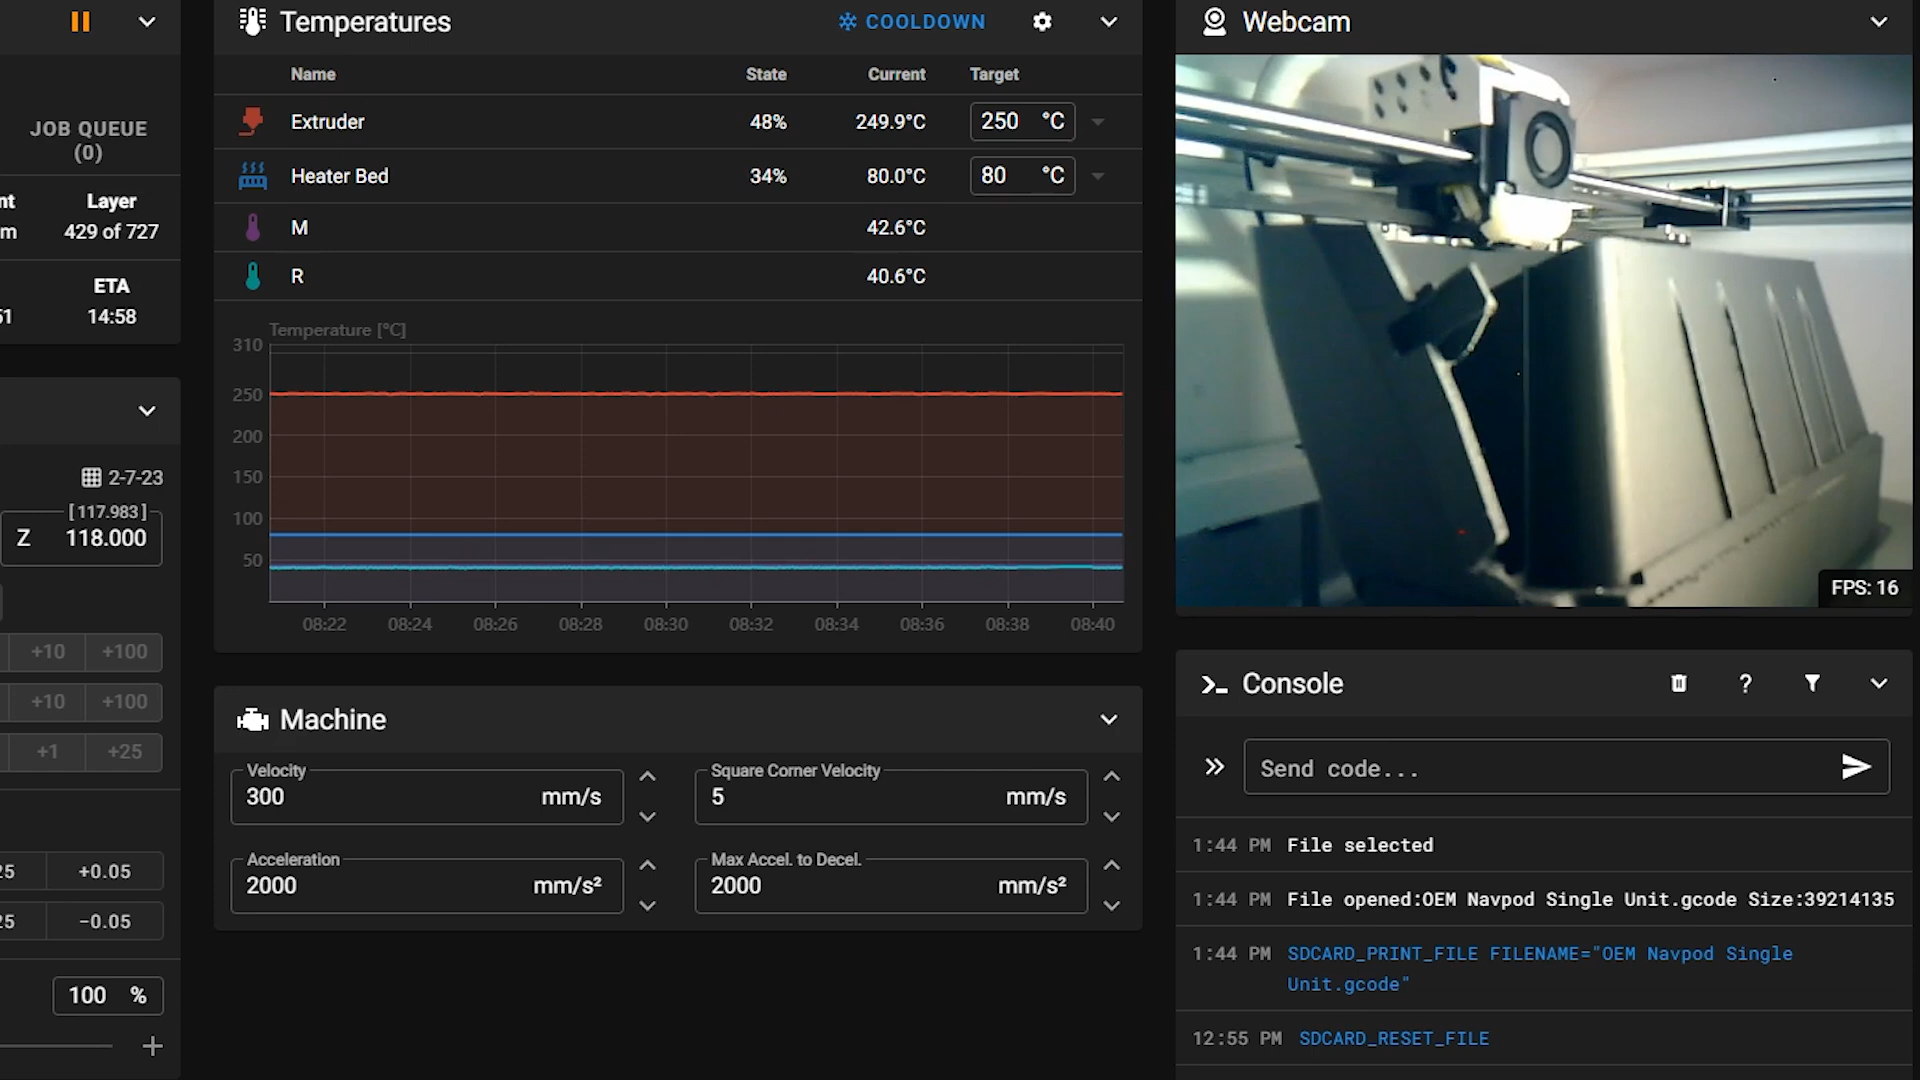 JOB QUEUE
(0)
nt
Layer
m
429 of 727
ETA
51
14:58
2-7-23
[117.983]
Z 118.000
+10 +100
+10 +100
+1 +25
25 +0.05
25 -0.05
100 %
Temperatures
COOLDOWN
Name State Current Target
Extruder 48% 249.9°C 250 °C
Heater Bed 34% 80.0°C 80 °C
M 42.6°C
R 40.6°C
Temperature [°C]
310
250
200
150
100
50
08:22 08:24 08:26 08:28 08:30 08:32 08:34 08:36 08:38 08:40
Machine
Velocity
300 mm/s
Square Corner Velocity
5 mm/s
Acceleration
2000 mm/s²
Max Accel. to Decel.
2000 mm/s²
Webcam
FPS: 16
Console
Send code...
1:44 PM File selected
1:44 PM File opened:OEM Navpod Single Unit.gcode Size:39214135
1:44 PM SDCARD_PRINT_FILE FILENAME="OEM Navpod Single
Unit.gcode"
12:55 PM SDCARD_RESET_FILE